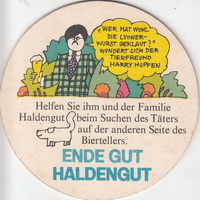 "WER HAT WOHL
DIE LYONER-
WURST GEKLAUT?"
WUNDERT SICH DER
TIERFREUND
HARRY HOPFEN
Helfen Sie ihm und der Familie
Haldengut beim Suchen des Täters
auf der anderen Seite des
Biertellers.
ENDE GUT
HALDENGUT